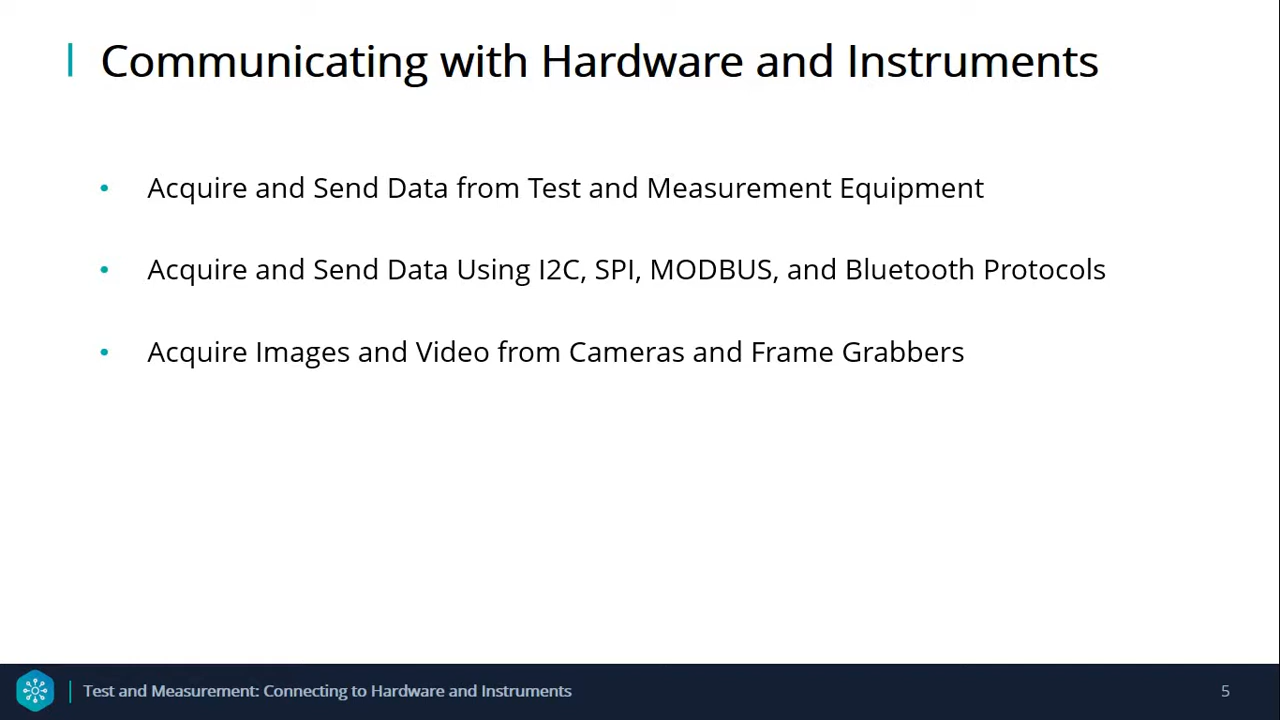 Communicating with Hardware and Instruments
• Acquire and Send Data from Test and Measurement Equipment
• Acquire and Send Data Using I2C, SPI, MODBUS, and Bluetooth Protocols
• Acquire Images and Video from Cameras and Frame Grabbers
Test and Measurement: Connecting to Hardware and Instruments
5